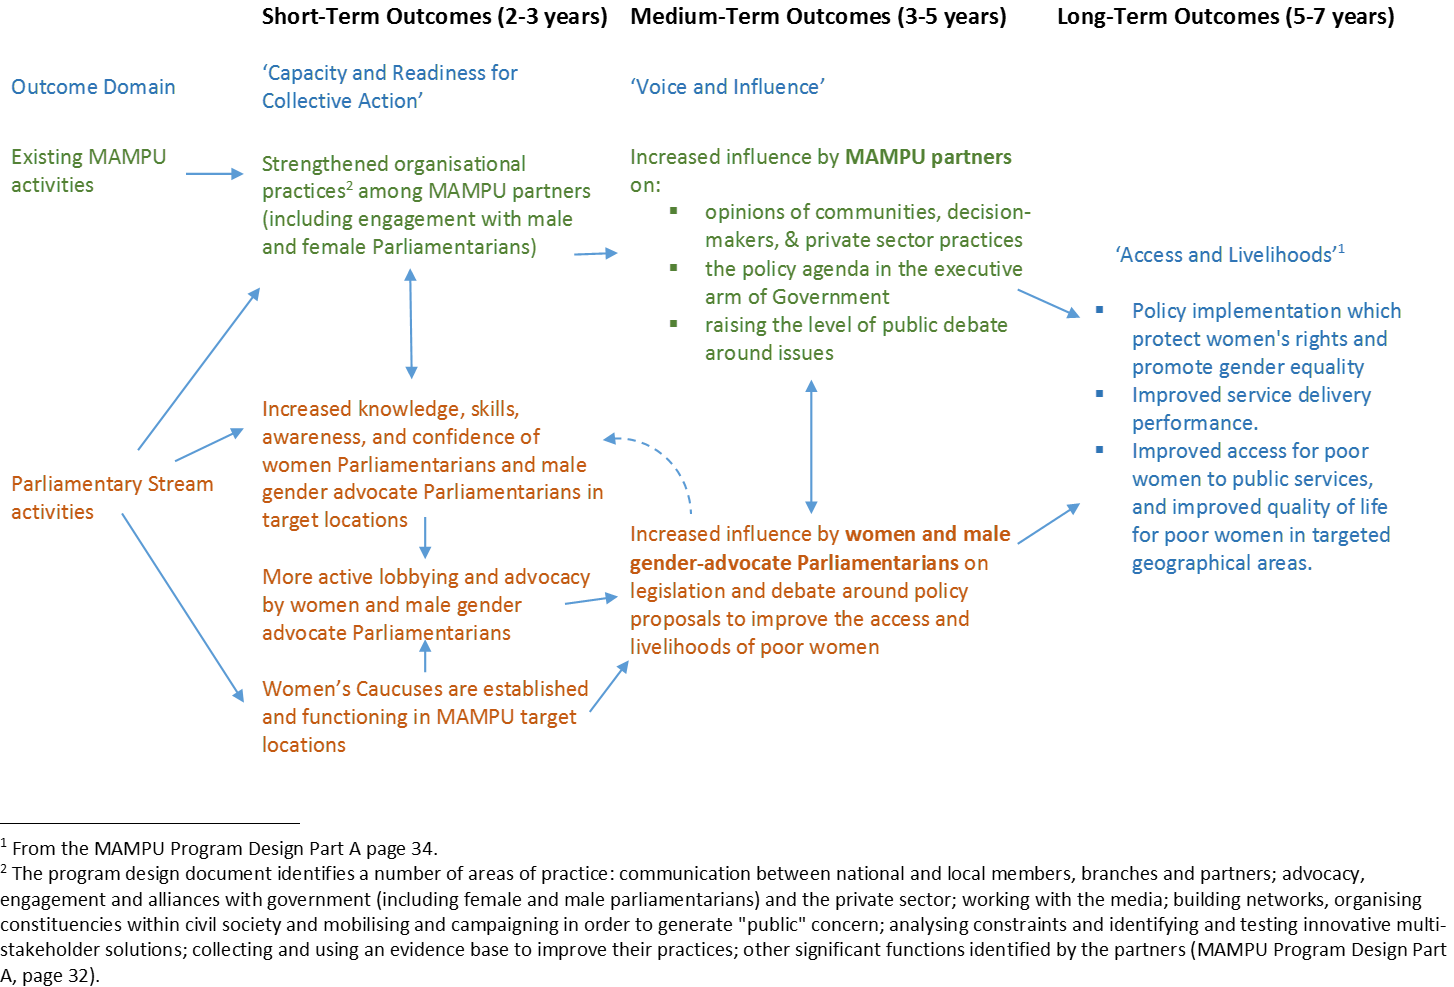 Short-Term Outcomes (2-3 years)
Medium-Term Outcomes (3-5 years)
Long-Term Outcomes (5-7 years)
Outcome Domain
‘Capacity and Readiness for
Collective Action’
‘Voice and Influence’
Existing MAMPU
activities
Strengthened organisational
practices2 among MAMPU partners
(including engagement with male
and female Parliamentarians)
Increased influence by MAMPU partners
on:
▪ opinions of communities, decision-
makers, & private sector practices
▪ the policy agenda in the executive
arm of Government
▪ raising the level of public debate
around issues
‘Access and Livelihoods’1
▪ Policy implementation which
protect women's rights and
promote gender equality
▪ Improved service delivery
performance.
▪ Improved access for poor
women to public services,
and improved quality of life
for poor women in targeted
geographical areas.
Parliamentary Stream
activities
Increased knowledge, skills,
awareness, and confidence of
women Parliamentarians and male
gender advocate Parliamentarians in
target locations
More active lobbying and advocacy
by women and male gender
advocate Parliamentarians
Women’s Caucuses are established
and functioning in MAMPU target
locations
Increased influence by women and male
gender-advocate Parliamentarians on
legislation and debate around policy
proposals to improve the access and
livelihoods of poor women
1 From the MAMPU Program Design Part A page 34.
2 The program design document identifies a number of areas of practice: communication between national and local members, branches and partners; advocacy,
engagement and alliances with government (including female and male parliamentarians) and the private sector; working with the media; building networks, organising
constituencies within civil society and mobilising and campaigning in order to generate "public" concern; analysing constraints and identifying and testing innovative multi-
stakeholder solutions; collecting and using an evidence base to improve their practices; other significant functions identified by the partners (MAMPU Program Design Part
A, page 32).